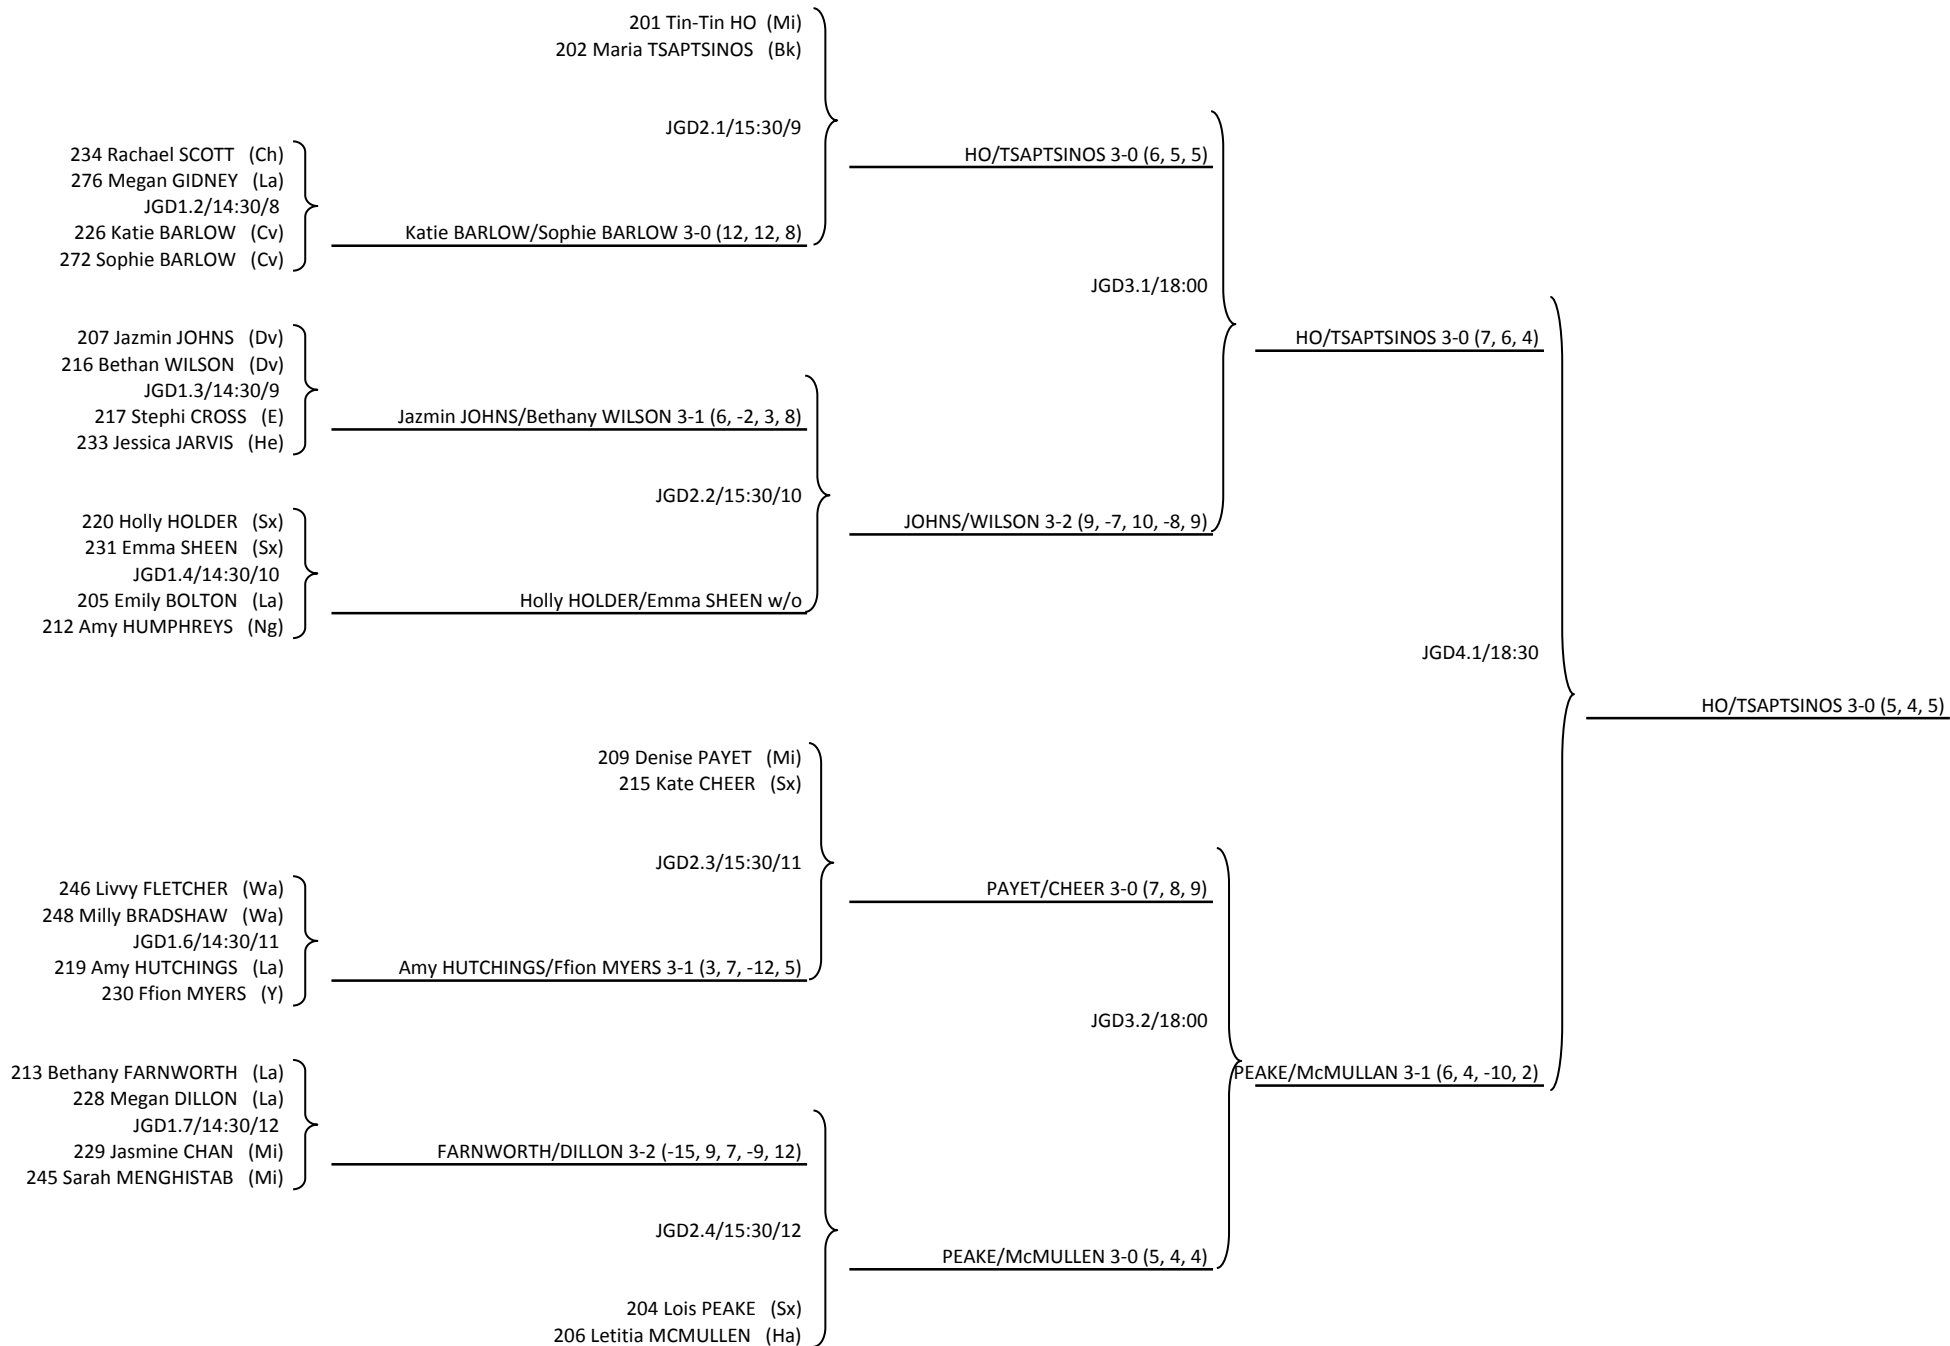 201 Tin-Tin HO (Mi)
202 Maria TSAPTSINOS (Bk)
JGD2.1/15:30/9
234 Rachael SCOTT (Ch)
276 Megan GIDNEY (La)
JGD1.2/14:30/8
226 Katie BARLOW (Cv)
272 Sophie BARLOW (Cv)
Katie BARLOW/Sophie BARLOW 3-0 (12, 12, 8)
HO/TSAPTSINOS 3-0 (6, 5, 5)
JGD3.1/18:00
207 Jazmin JOHNS (Dv)
216 Bethan WILSON (Dv)
JGD1.3/14:30/9
217 Stephi CROSS (E)
233 Jessica JARVIS (He)
Jazmin JOHNS/Bethany WILSON 3-1 (6, -2, 3, 8)
HO/TSAPTSINOS 3-0 (7, 6, 4)
JGD2.2/15:30/10
220 Holly HOLDER (Sx)
231 Emma SHEEN (Sx)
JGD1.4/14:30/10
205 Emily BOLTON (La)
212 Amy HUMPHREYS (Ng)
Holly HOLDER/Emma SHEEN w/o
JOHNS/WILSON 3-2 (9, -7, 10, -8, 9)
JGD4.1/18:30
HO/TSAPTSINOS 3-0 (5, 4, 5)
209 Denise PAYET (Mi)
215 Kate CHEER (Sx)
JGD2.3/15:30/11
246 Livvy FLETCHER (Wa)
248 Milly BRADSHAW (Wa)
JGD1.6/14:30/11
219 Amy HUTCHINGS (La)
230 Ffion MYERS (Y)
Amy HUTCHINGS/Ffion MYERS 3-1 (3, 7, -12, 5)
PAYET/CHEER 3-0 (7, 8, 9)
JGD3.2/18:00
213 Bethany FARNWORTH (La)
228 Megan DILLON (La)
JGD1.7/14:30/12
229 Jasmine CHAN (Mi)
245 Sarah MENGHISTAB (Mi)
FARNWORTH/DILLON 3-2 (-15, 9, 7, -9, 12)
PEAKE/McMULLAN 3-1 (6, 4, -10, 2)
JGD2.4/15:30/12
PEAKE/McMULLEN 3-0 (5, 4, 4)
204 Lois PEAKE (Sx)
206 Letitia MCMULLEN (Ha)